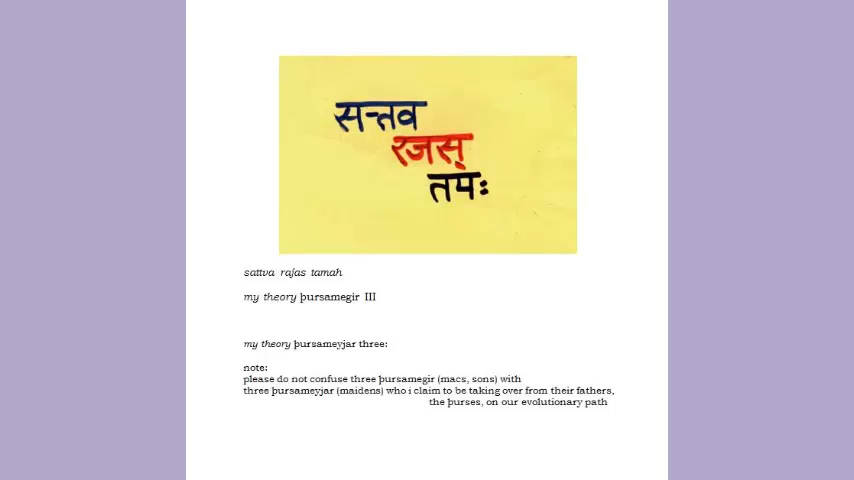 सत्तव
रजस्
तपः
sattva rajas tamah
my theory þursamegir III
my theory þursameyjar three:
note:
please do not confuse three þursamegir (macs, sons) with
three þursameyjar (maidens) who i claim to be taking over from their fathers,
the þurses, on our evolutionary path